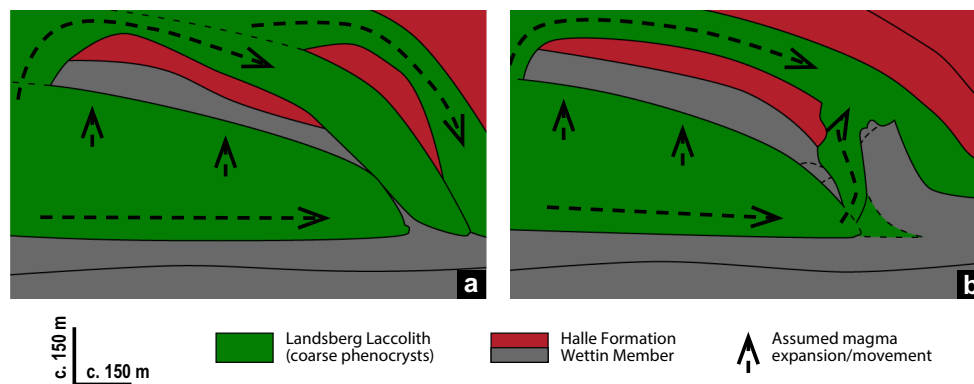 a
b
c. 150 m
c. 150 m
Landsberg Laccolith
(coarse phenocrysts)
Halle Formation
Wettin Member
Assumed magma
expansion/movement